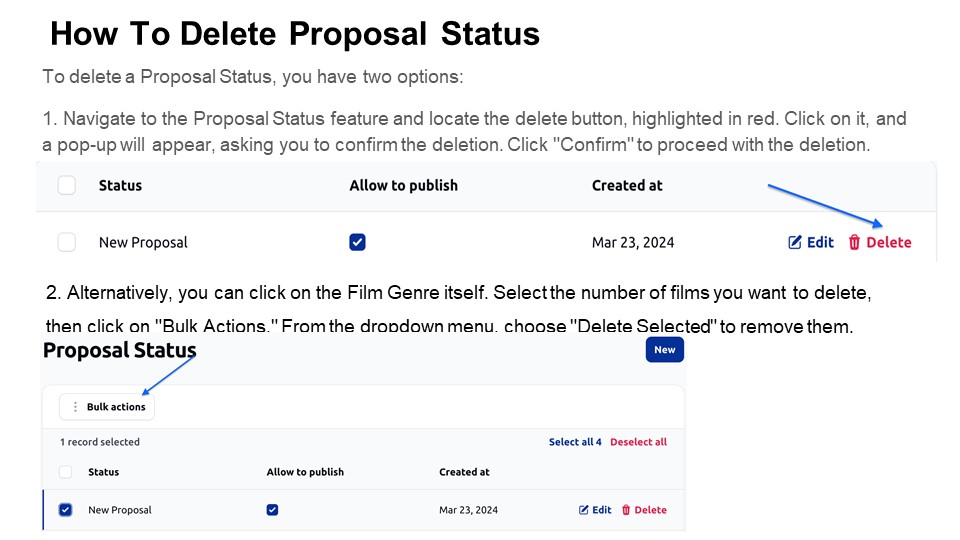 How To Delete Proposal Status
To delete a Proposal Status, you have two options:
1. Navigate to the Proposal Status feature and locate the delete button, highlighted in red. Click on it, and
a pop-up will appear, asking you to confirm the deletion. Click "Confirm" to proceed with the deletion.
Status Allow to publish Created at
New Proposal Mar 23, 2024 Edit Delete
2. Alternatively, you can click on the Film Genre itself. Select the number of films you want to delete,
then click on "Bulk Actions." From the dropdown menu, choose "Delete Selected" to remove them.
Proposal Status New
Bulk actions
1 record selected Select all 4 Deselect all
Status Allow to publish Created at
New Proposal Mar 23, 2024 Edit Delete